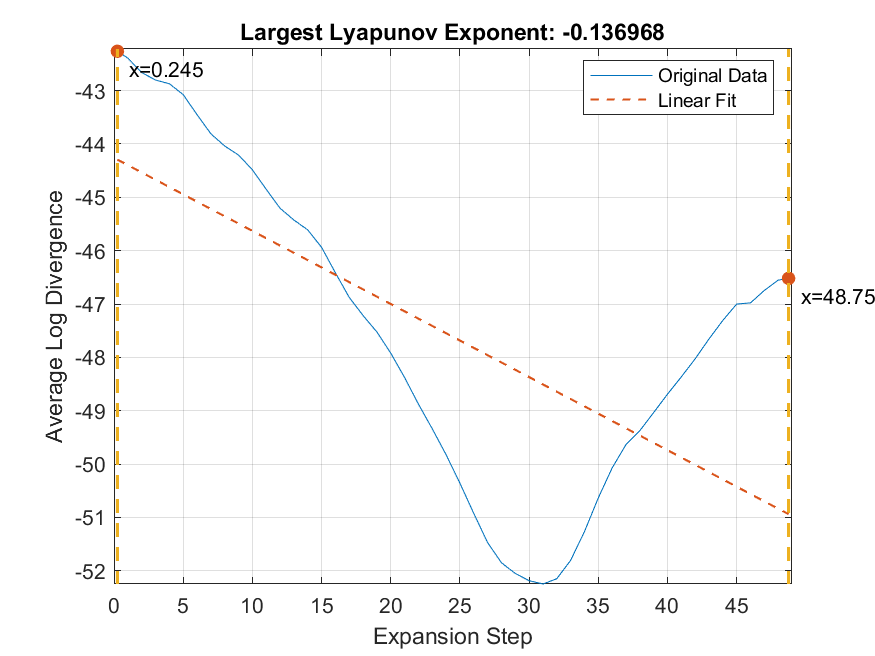 Largest Lyapunov Exponent: -0.136968
x=0.245
Original Data
Linear Fit
-43
-44
-45
-46
-47
-48
-49
-50
-51
-52
Average Log Divergence
x=48.75
0 5 10 15 20 25 30 35 40 45
Expansion Step